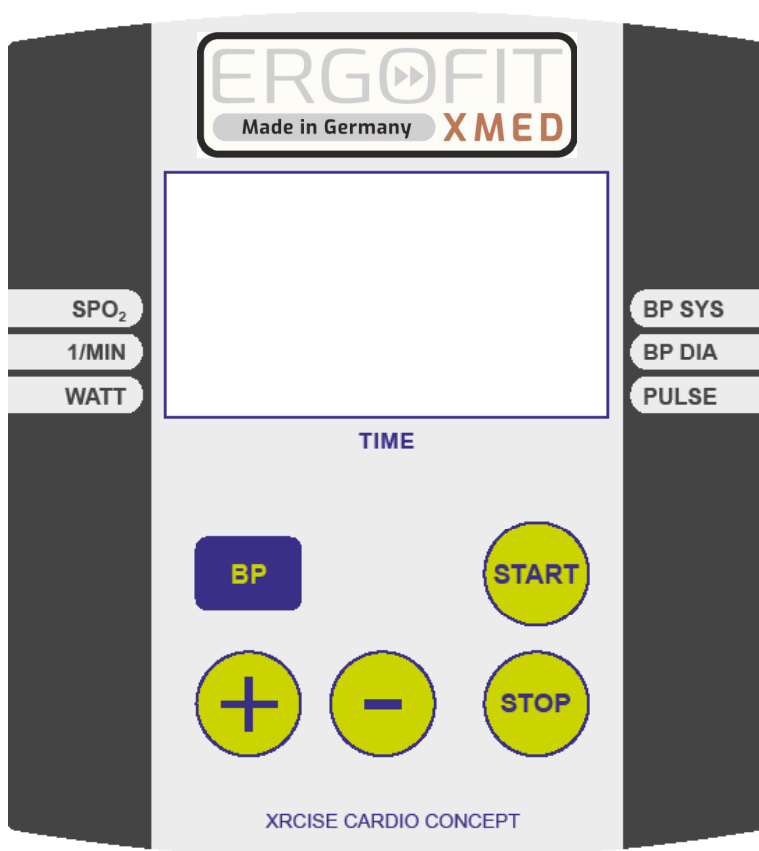 ERGOFIT
Made in Germany XMED
SPO₂
1/MIN
WATT
BP SYS
BP DIA
PULSE
TIME
BP
START
+
-
STOP
XRCISE CARDIO CONCEPT